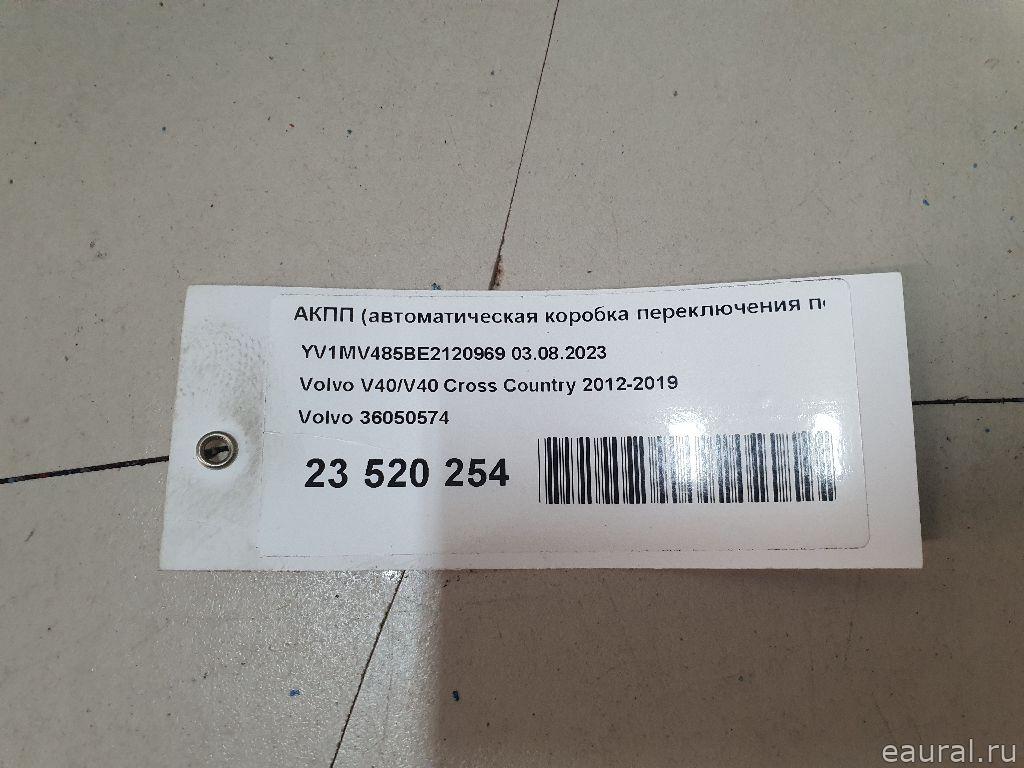 АКПП (автоматическая коробка переключения
YV1MV485BE2120969 03.08.2023
Volvo V40/V40 Cross Country 2012-2019
Volvo 36050574
23 520 254
eaural.ru